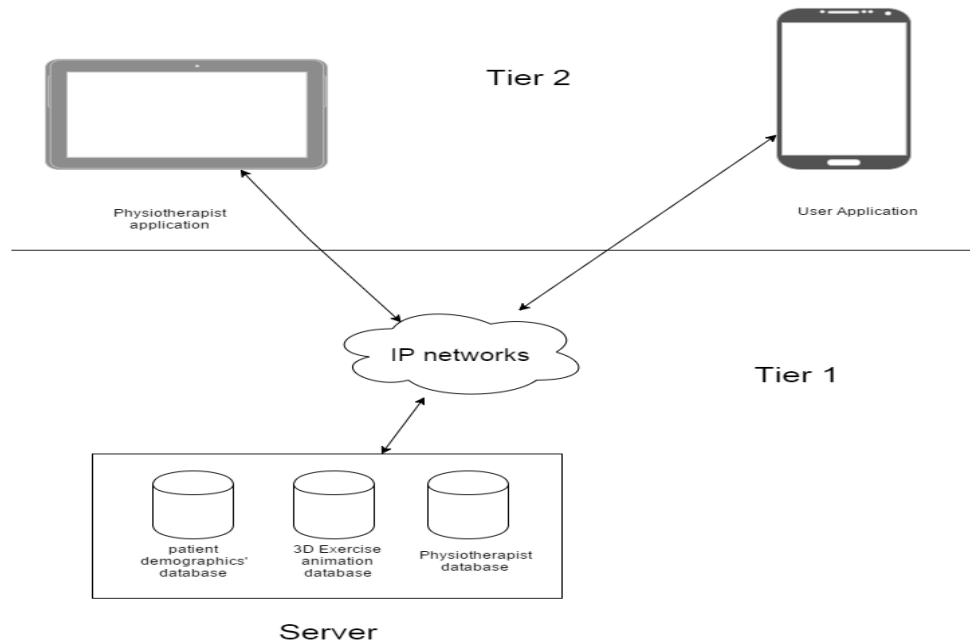 Tier 2
Physiotherapist
application
User Application
IP networks
Tier 1
patient
demographics'
database
3D Exercise
animation
database
Physiotherapist
database
Server